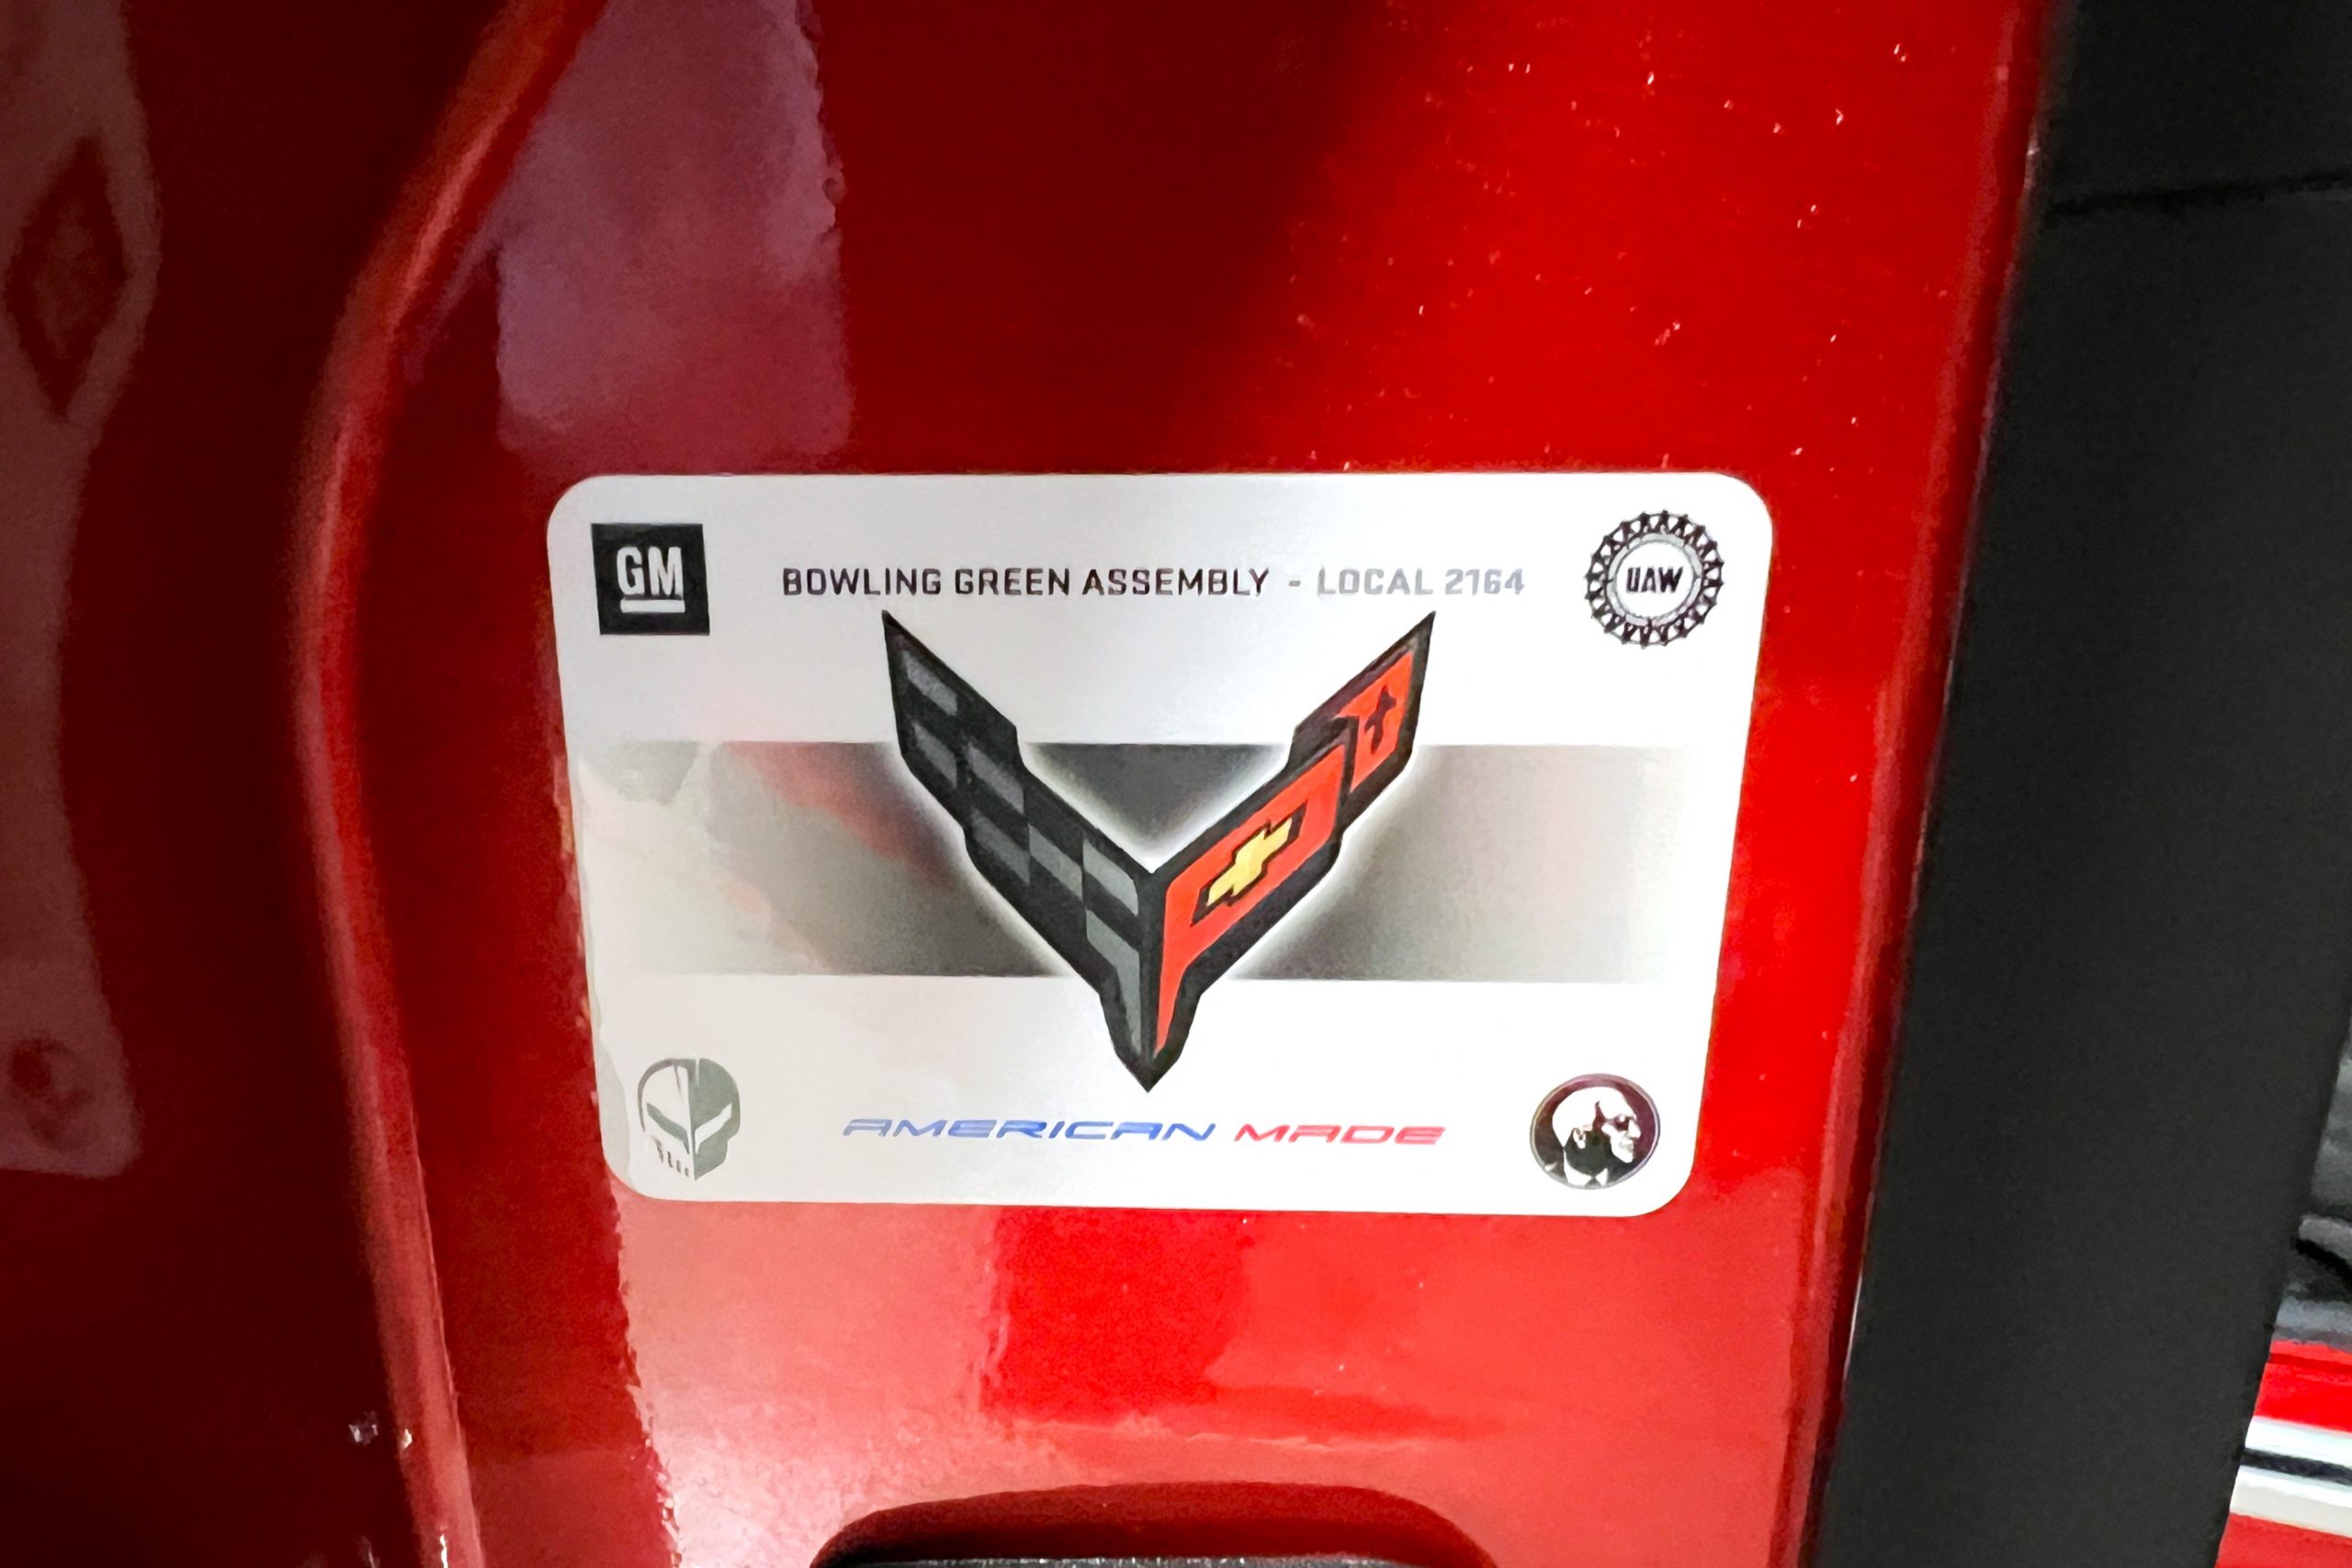 GM
BOWLING GREEN ASSEMBLY - LOCAL 2164
UAW
AMERICAN MADE